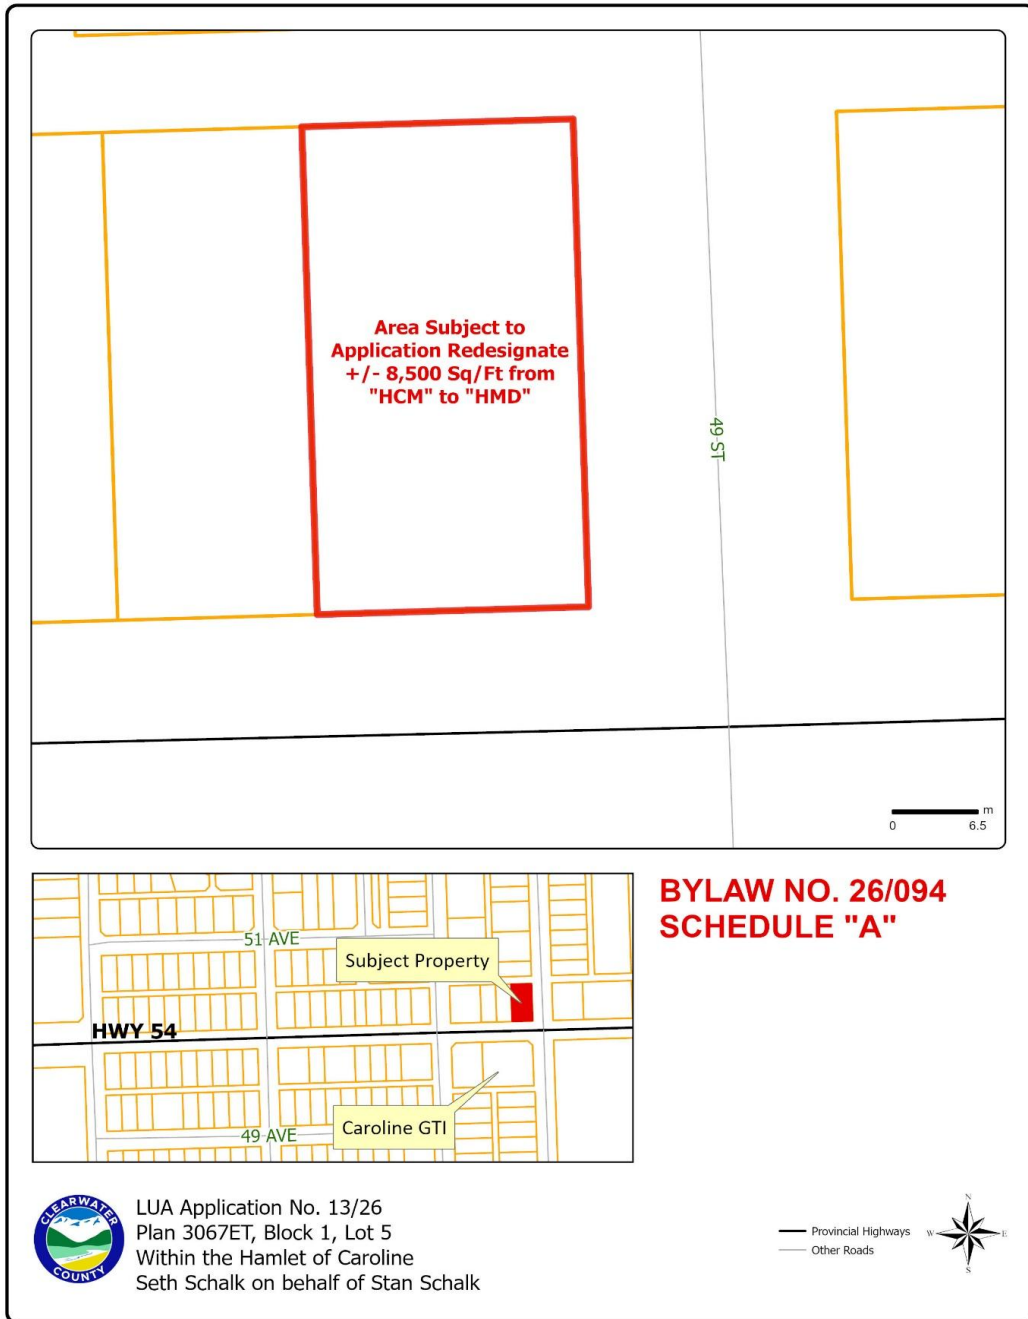 Area Subject to
Application Redesignate
+/- 8,500 Sq/Ft from
"HCM" to "HMD"
49 ST
m
0 6.5
BYLAW NO. 26/094
SCHEDULE "A"
51 AVE
Subject Property
HWY 54
Caroline GTI
49 AVE
CLEARWATER
COUNTY
LUA Application No. 13/26
Plan 3067ET, Block 1, Lot 5
Within the Hamlet of Caroline
Seth Schalk on behalf of Stan Schalk
Provincial Highways
Other Roads
N
W E
S